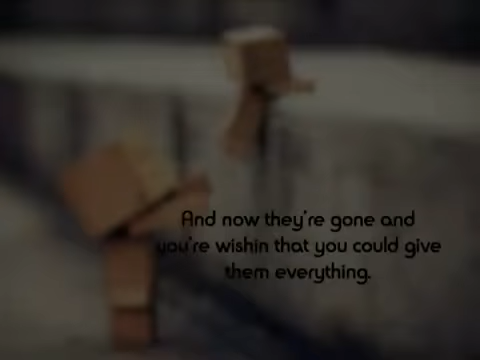 And now they're gone and
you're wishin that you could give
them everything.